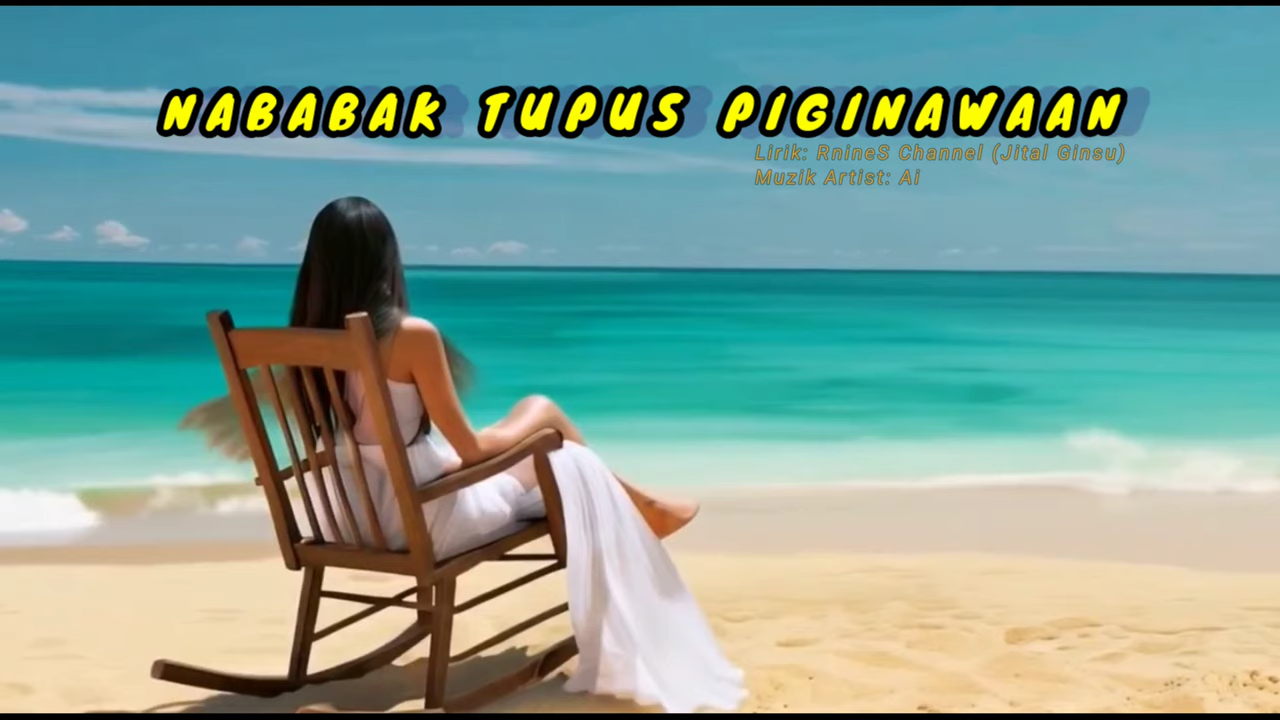 NABABAK TUPUS PIGINAWAAN
Lirik: RnineS Channel (Jital Ginsu)
Muzik Artist: Ai